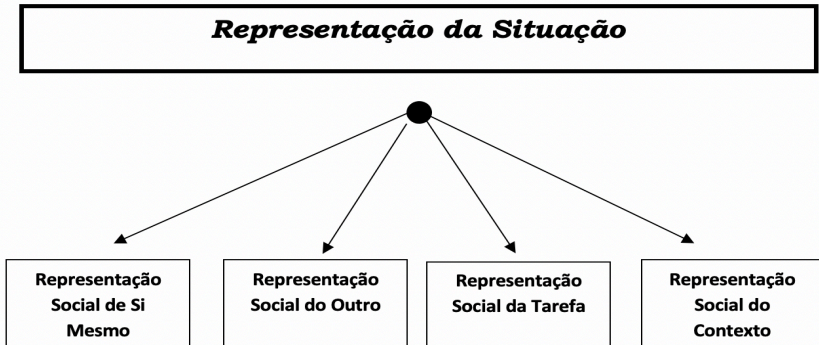 Representação da Situação
Representação
Social de Si
Mesmo
Representação
Social do Outro
Representação
Social da Tarefa
Representação
Social do
Contexto